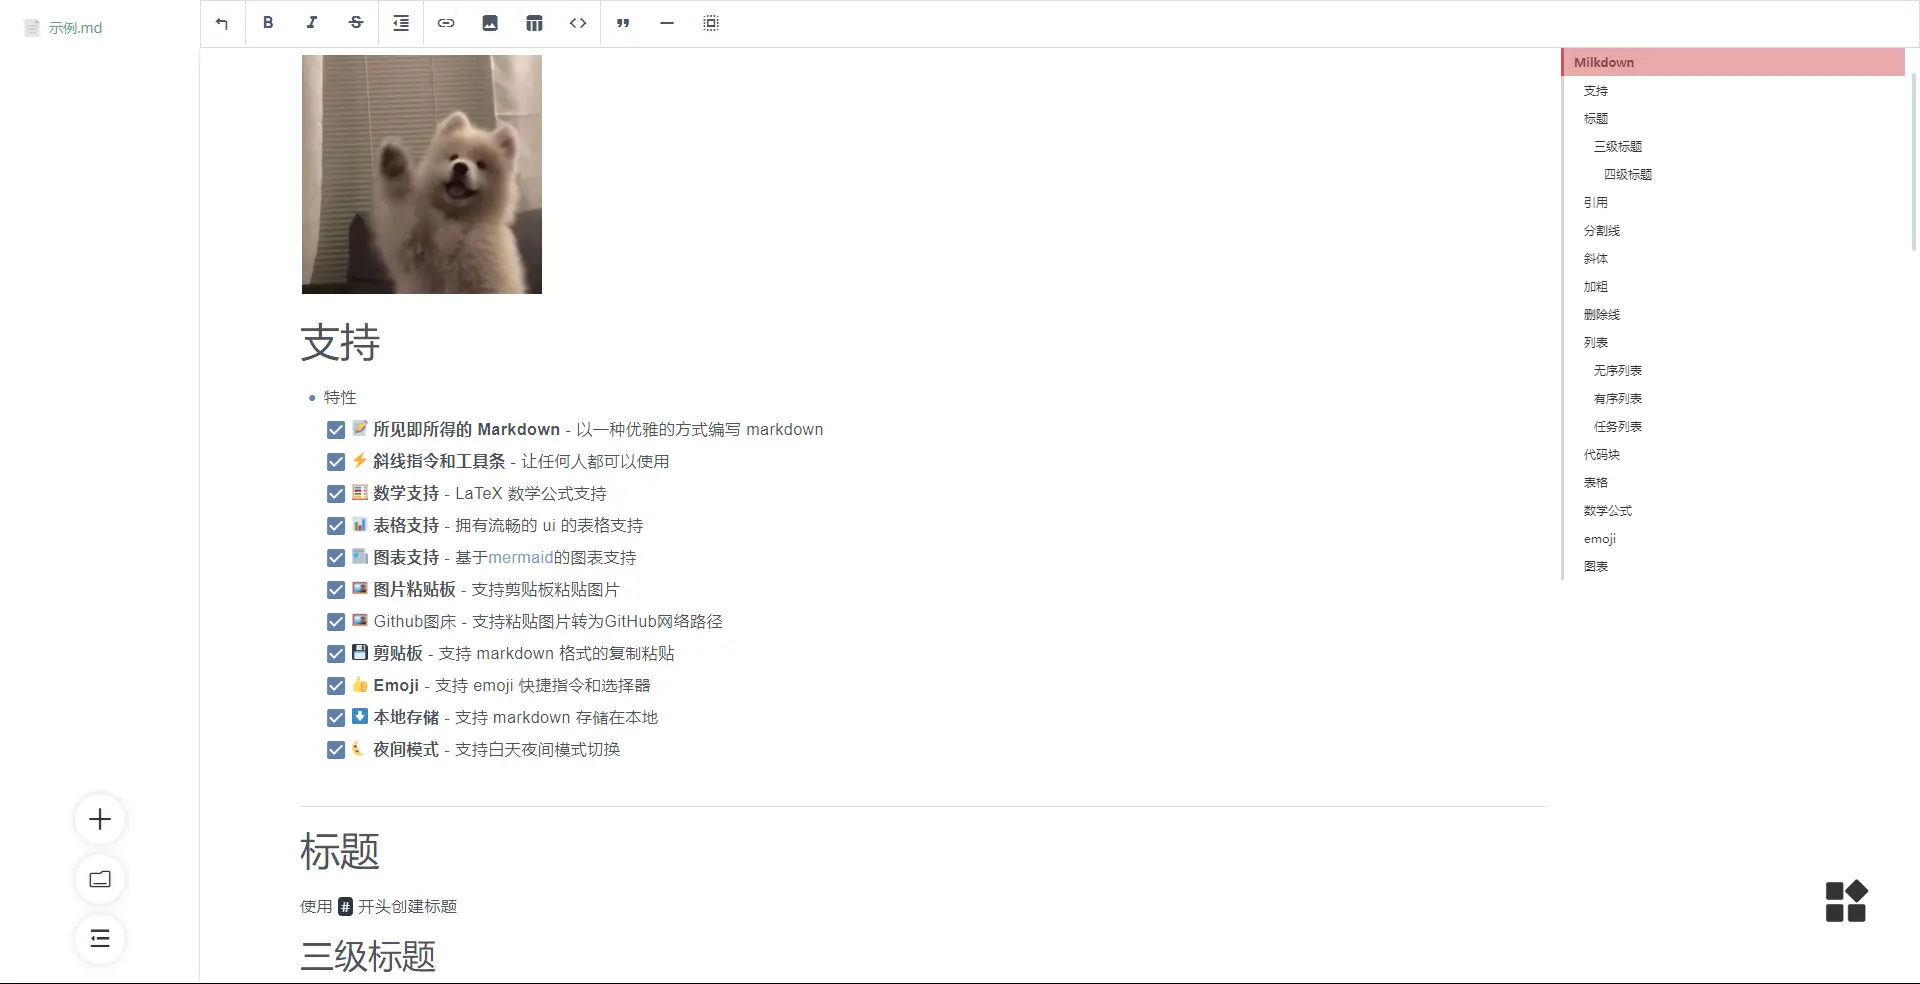 示例.md
B I S
支持
特性
所见即所得的 Markdown - 以一种优雅的方式编写 markdown
斜线指令和工具条 - 让任何人都可以使用
数学支持 - LaTeX 数学公式支持
表格支持 - 拥有流畅的 ui 的表格支持
图表支持 - 基于mermaid的图表支持
图片粘贴板 - 支持剪贴板粘贴图片
Github图床 - 支持粘贴图片转为GitHub网络路径
剪贴板 - 支持 markdown 格式的复制粘贴
Emoji - 支持 emoji 快捷指令和选择器
本地存储 - 支持 markdown 存储在本地
夜间模式 - 支持白天夜间模式切换
标题
使用 # 开头创建标题
三级标题
Milkdown
支持
标题
三级标题
四级标题
引用
分割线
斜体
加粗
删除线
列表
无序列表
有序列表
任务列表
代码块
表格
数学公式
emoji
图表